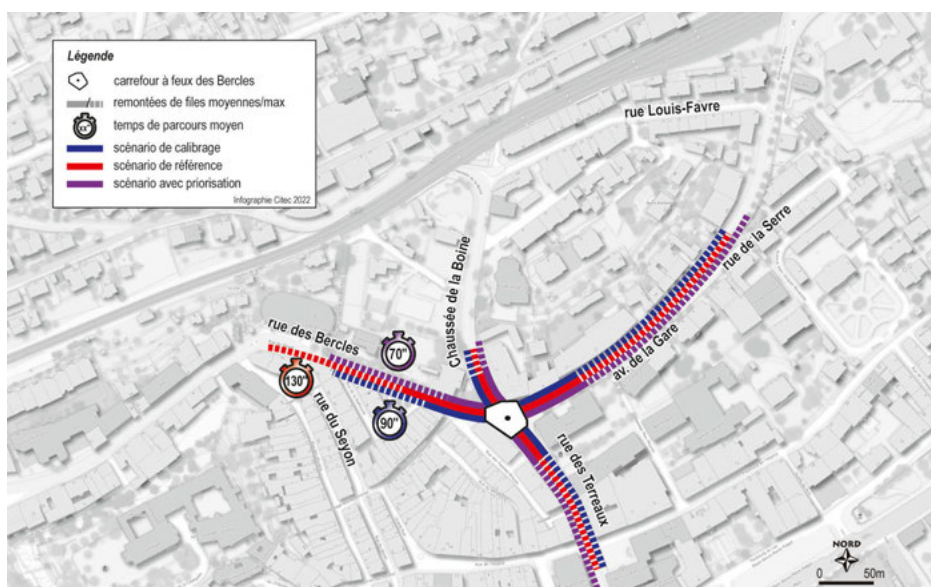 Légende
carrefour à feux des Bercles
remontées de files moyennes/max
xx"
temps de parcours moyen
scénario de calibrage
scénario de référence
scénario avec priorisation
Infographie Citec 2022
rue Louis-Favre
rue de la Serre
Chaussée de la Boine
rue des Bercles
70"
av. de la Gare
130"
rue du Seyon
90"
rue des Terreaux
NORD
0 50m